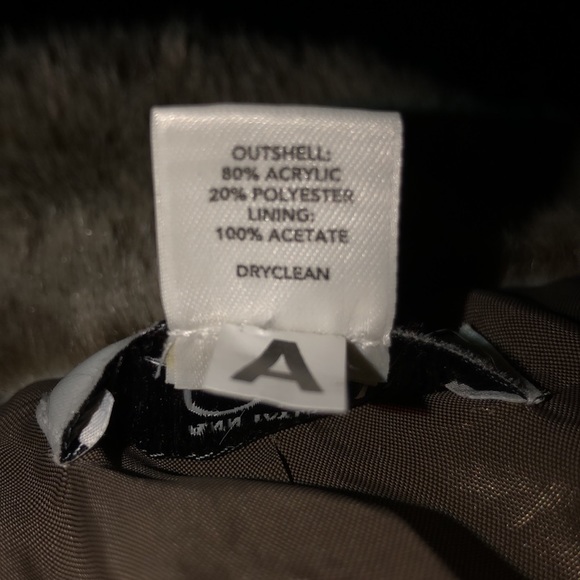 OUTSHELL:
80% ACRYLIC
20% POLYESTER
LINING:
100% ACETATE
DRYCLEAN
A